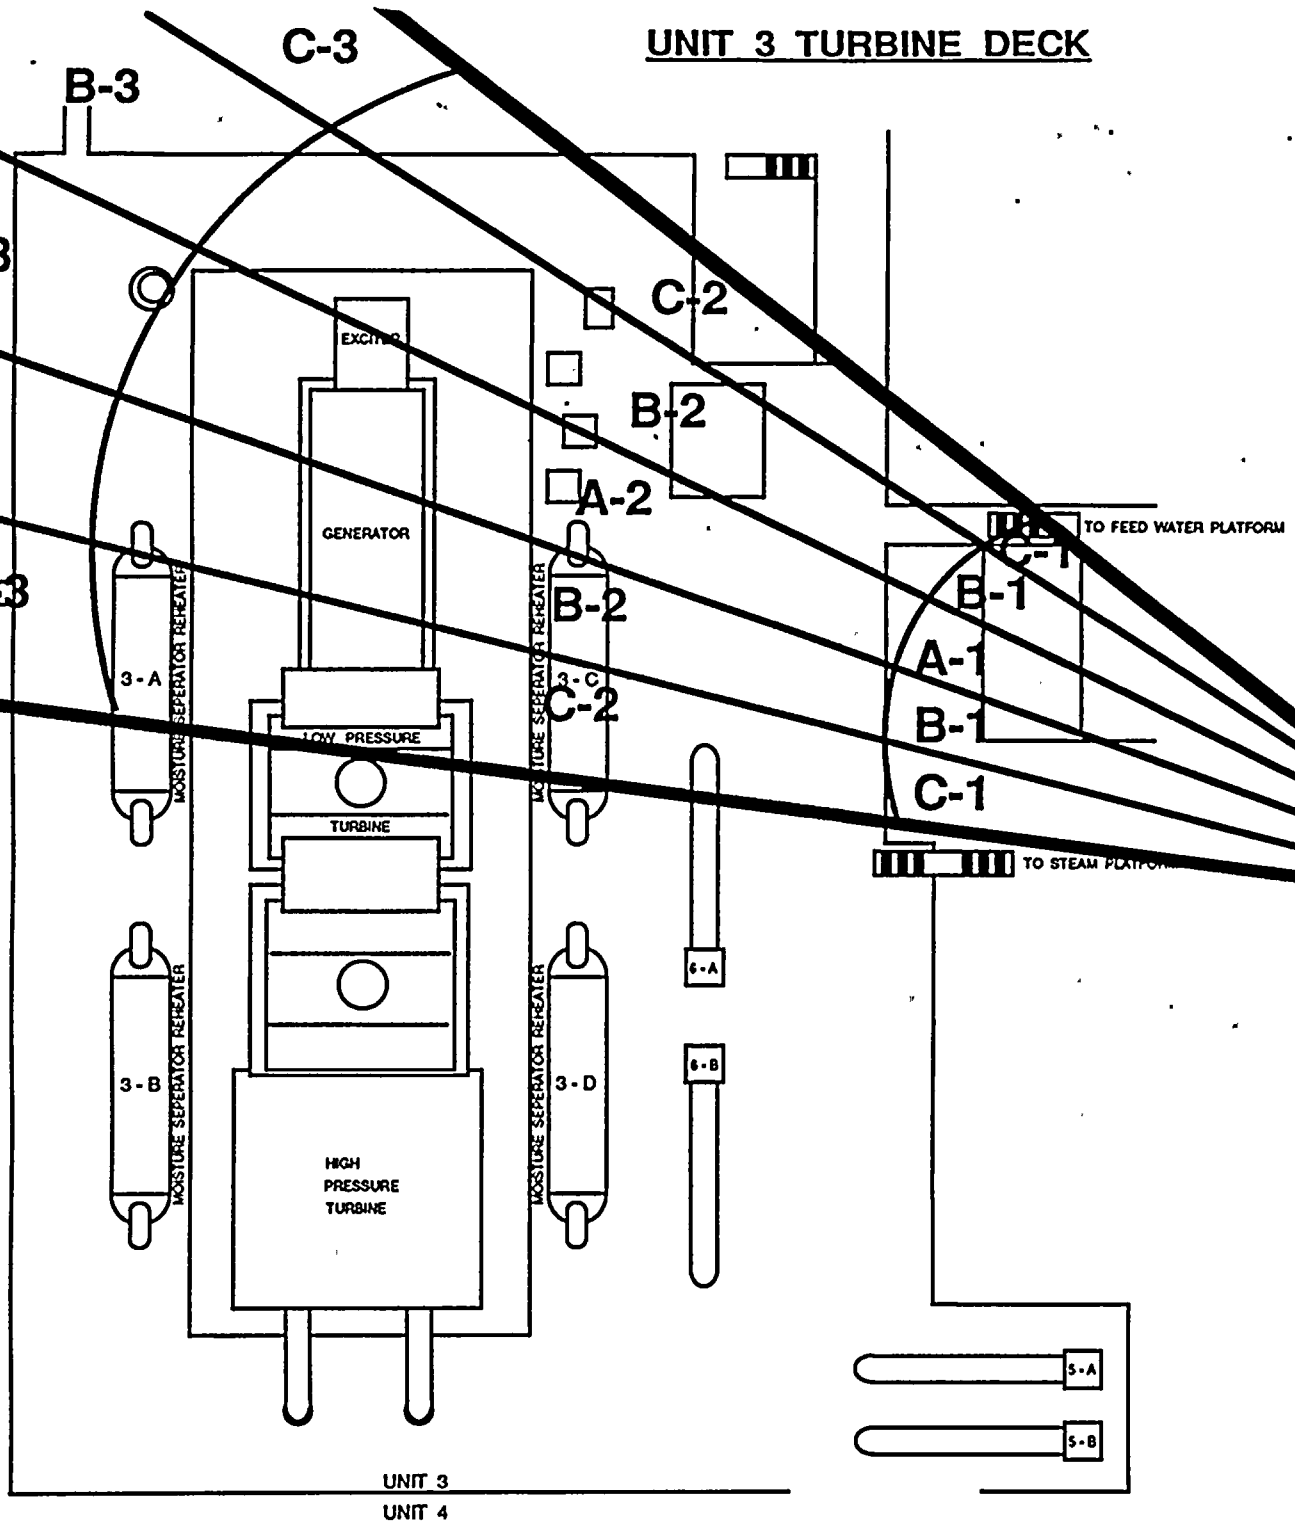 UNIT 3 TURBINE DECK
C-3
B-3
C-2
EXCITER
B-2
A-2
GENERATOR
TO FEED WATER PLATFORM
C-1
B-1
B-2
A-1
3-A
MOISTURE SEPERATOR REHEATER
MOISTURE SEPERATOR REHEATER
3-C
C-2
B-1
LOW PRESSURE
C-1
TURBINE
TO STEAM PLATFORM
6-A
6-B
3-B
MOISTURE SEPERATOR REHEATER
MOISTURE SEPERATOR REHEATER
3-D
HIGH
PRESSURE
TURBINE
5-A
5-B
UNIT 3
UNIT 4